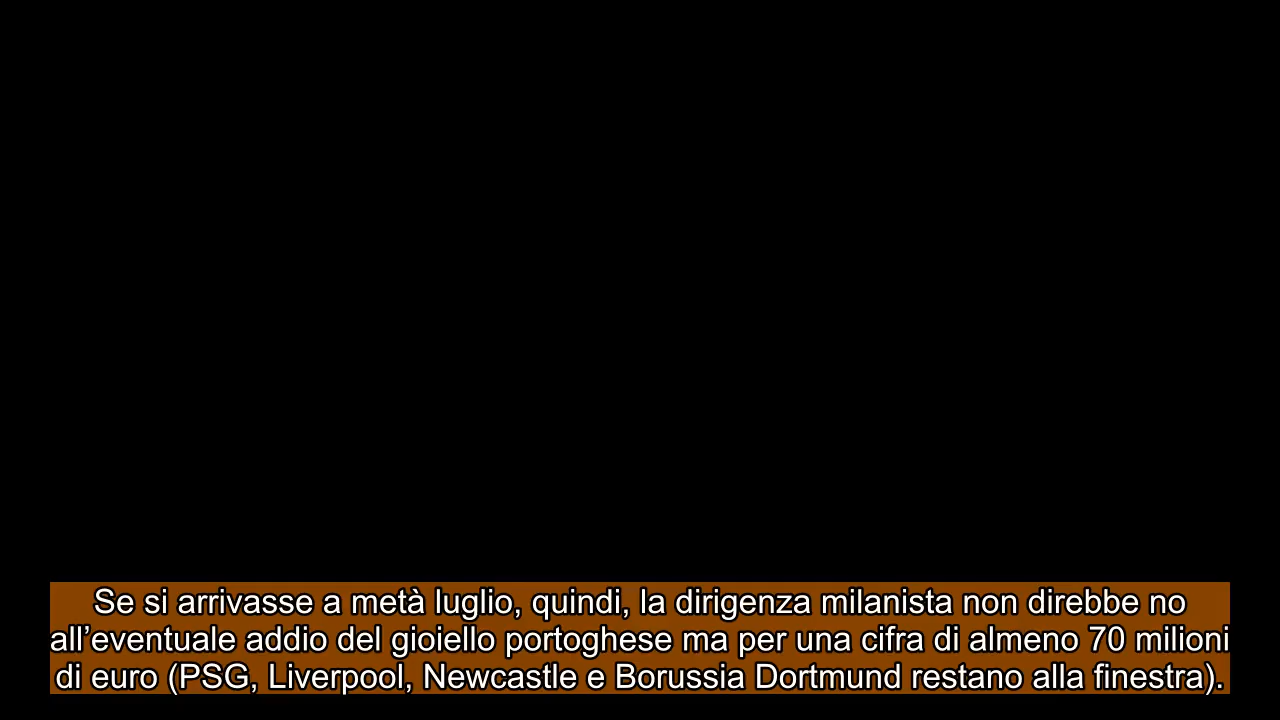 Se si arrivasse a metà luglio, quindi, la dirigenza milanista non direbbe no
all’eventuale addio del gioiello portoghese ma per una cifra di almeno 70 milioni
di euro (PSG, Liverpool, Newcastle e Borussia Dortmund restano alla finestra).